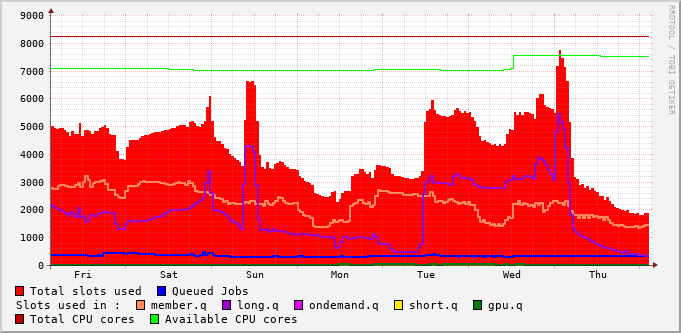 9000
8000
7000
6000
5000
4000
3000
2000
1000
0
Fri Sat Sun Mon Tue Wed Thu
RRDTOOL / TOBI OETIKER
Total slots used Queued Jobs
Slots used in : member.q long.q ondemand.q short.q gpu.q
Total CPU cores Available CPU cores